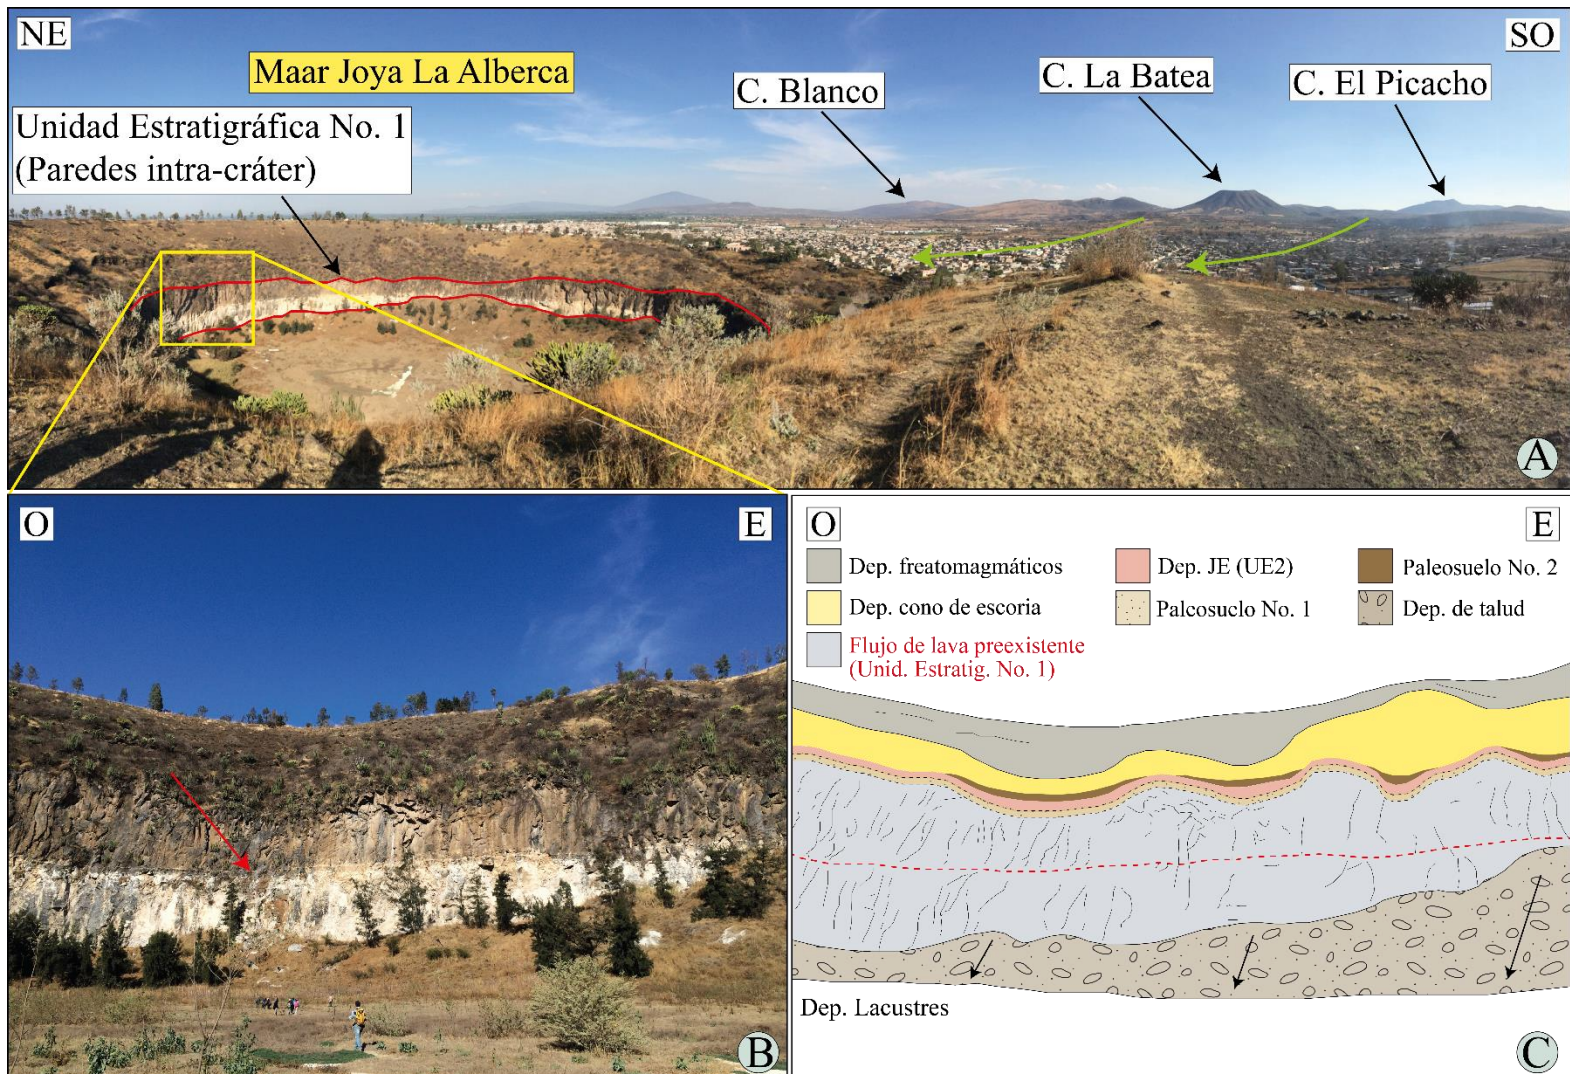 NE
SO
Maar Joya La Alberca
Unidad Estratigráfica No. 1
(Paredes intra-cráter)
C. Blanco
C. La Batea
C. El Picacho
A
O
E
B
O
E
Dep. freatomagmáticos
Dep. JE (UE2)
Paleosuelo No. 2
Dep. cono de escoria
Paleosuelo No. 1
Dep. de talud
Flujo de lava preexistente
(Unid. Estratig. No. 1)
Dep. Lacustres
C